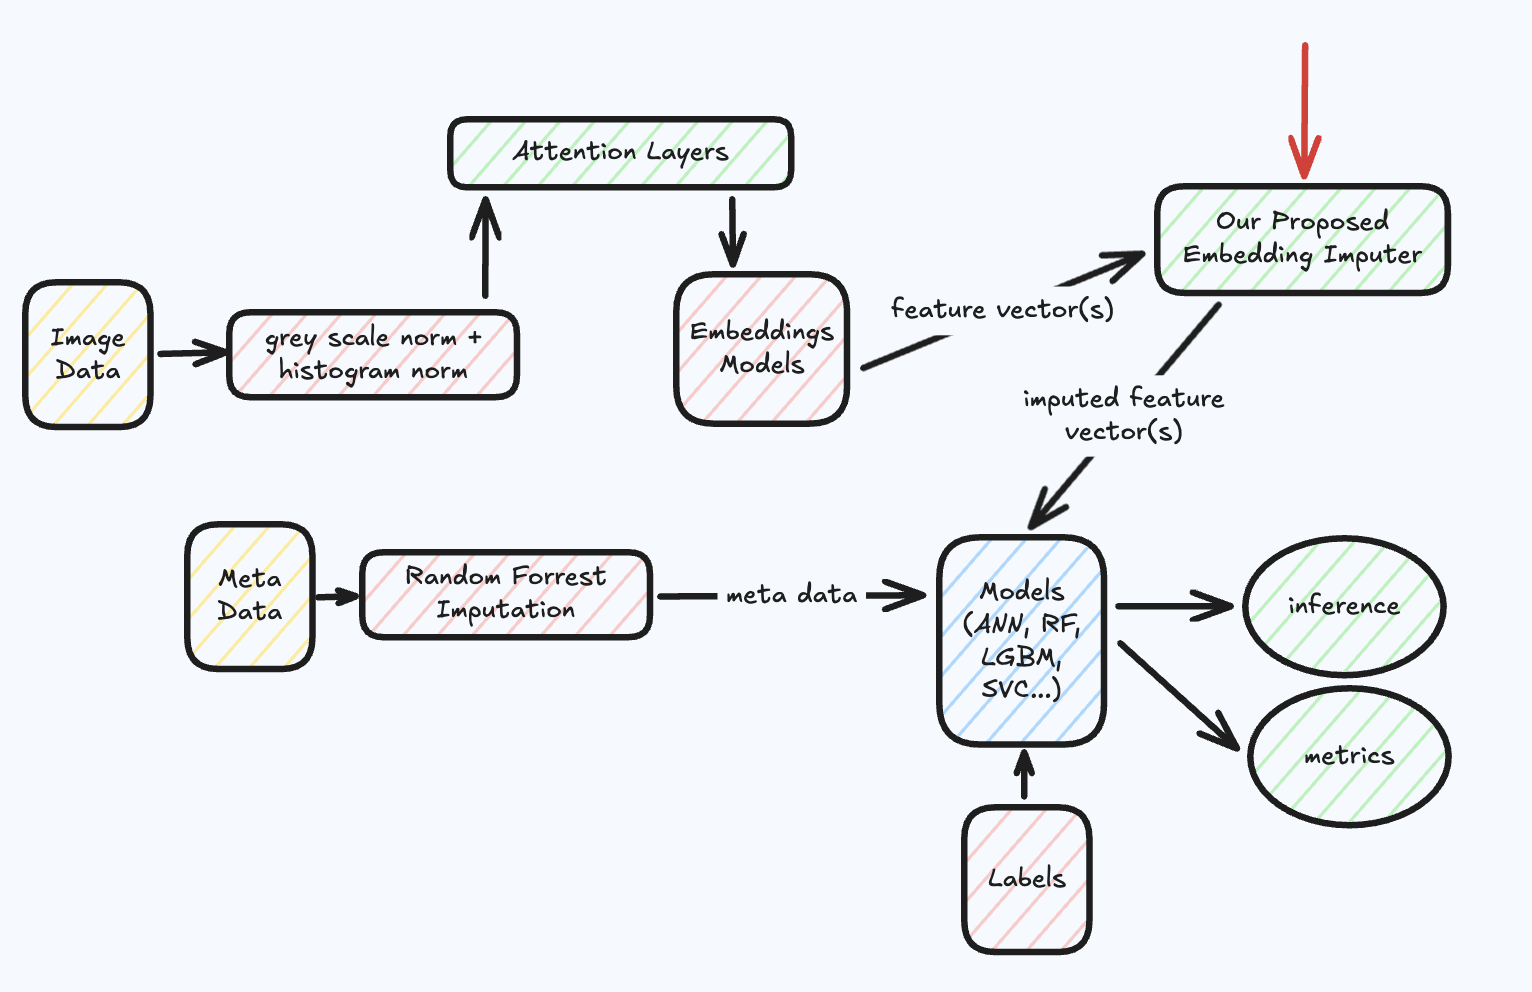 Attention Layers
Our Proposed
Embedding Imputer
Image
Data
grey scale norm +
histogram norm
Embeddings
Models
feature vector(s)
imputed feature
vector(s)
Meta
Data
Random Forrest
Imputation
meta data
Models
(ANN, RF,
LGBM,
SVC...)
inference
metrics
Labels